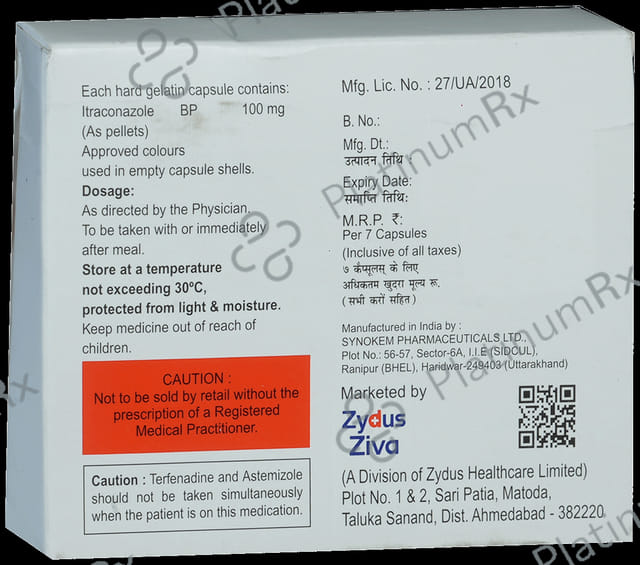 Each hard gelatin capsule contains:
Itraconazole BP 100 mg
(As pellets)
Approved colours
used in empty capsule shells.
Dosage:
As directed by the Physician.
To be taken with or immediately
after meal.
Store at a temperature
not exceeding 30ºC,
protected from light & moisture.
Keep medicine out of reach of
children.
CAUTION :
Not to be sold by retail without the
prescription of a Registered
Medical Practitioner.
Caution : Terfenadine and Astemizole
should not be taken simultaneously
when the patient is on this medication.
Mfg. Lic. No. : 27/UA/2018
B. No.:
Mfg. Dt.:
उत्पादन तिथि :
Expiry Date:
समाप्ति तिथि:
M.R.P. ₹:
Per 7 Capsules
(Inclusive of all taxes)
७ कॅप्सूलस् के लिए
अधिकतम खुदरा मूल्य रू.
(सभी करों सहित)
Manufactured in India by :
SYNOKEM PHARMACEUTICALS LTD.,
Plot No.: 56-57, Sector-6A, I.I.E (SIDCUL),
Ranipur (BHEL), Haridwar-249403 (Uttarakhand)
Marketed by
Zydus
Ziva
(A Division of Zydus Healthcare Limited)
Plot No. 1 & 2, Sari Patia, Matoda,
Taluka Sanand, Dist. Ahmedabad - 382220
PlatinumRx
PlatinumRx
PlatinumRx